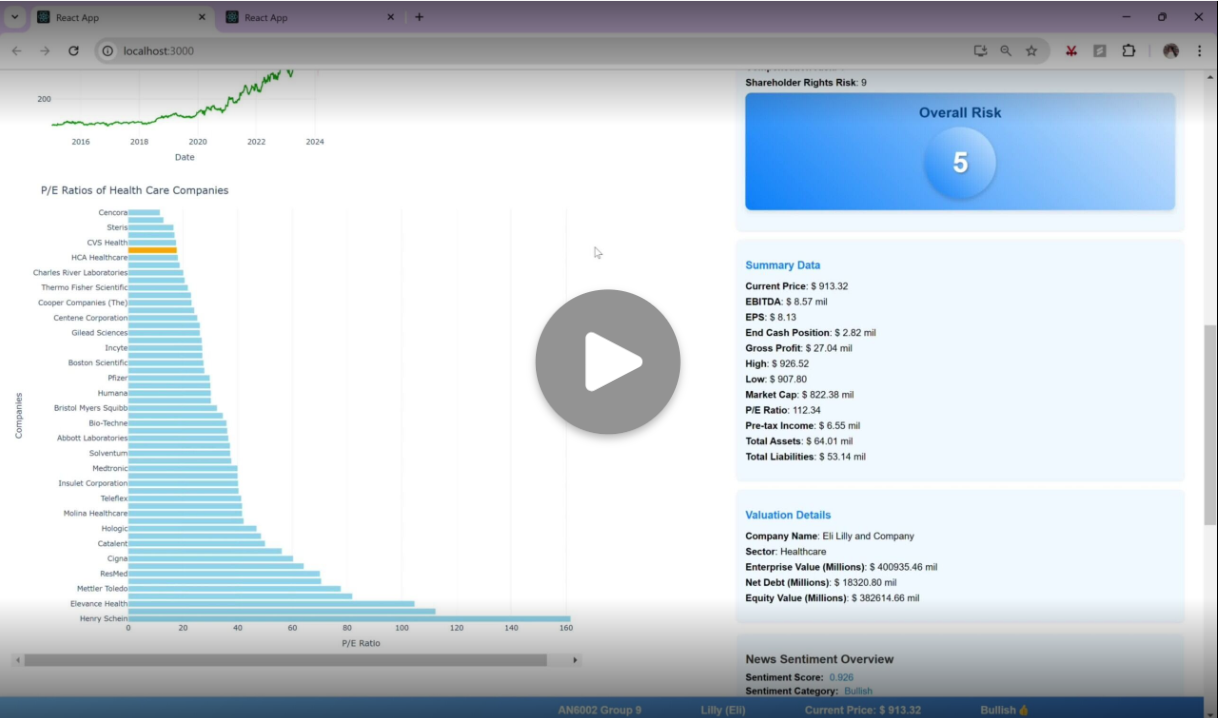 React App
React App
localhost:3000
200
2016 2018 2020 2022 2024
Date
P/E Ratios of Health Care Companies
Cencora
Steris
CVS Health
HCA Healthcare
Charles River Laboratories
Thermo Fisher Scientific
Cooper Companies (The)
Centene Corporation
Gilead Sciences
Incyte
Boston Scientific
Pfizer
Humana
Bristol Myers Squibb
Bio-Techne
Abbott Laboratories
Solventum
Medtronic
Insulet Corporation
Teleflex
Molina Healthcare
Hologic
Catalent
Cigna
ResMed
Mettler Toledo
Elevance Health
Henry Schein
Companies
0 20 40 60 80 100 120 140 160
P/E Ratio
Shareholder Rights Risk: 9
Overall Risk
5
Summary Data
Current Price: $ 913.32
EBITDA: $ 8.57 mil
EPS: $ 8.13
End Cash Position: $ 2.82 mil
Gross Profit: $ 27.04 mil
High: $ 926.52
Low: $ 907.80
Market Cap: $ 822.38 mil
P/E Ratio: 112.34
Pre-tax Income: $ 6.55 mil
Total Assets: $ 64.01 mil
Total Liabilities: $ 53.14 mil
Valuation Details
Company Name: Eli Lilly and Company
Sector: Healthcare
Enterprise Value (Millions): $ 400935.46 mil
Net Debt (Millions): $ 18320.80 mil
Equity Value (Millions): $ 382614.66 mil
News Sentiment Overview
Sentiment Score: 0.926
Sentiment Category: Bullish
AN6002 Group 9 Lilly (Eli) Current Price: $ 913.32 Bullish 👍